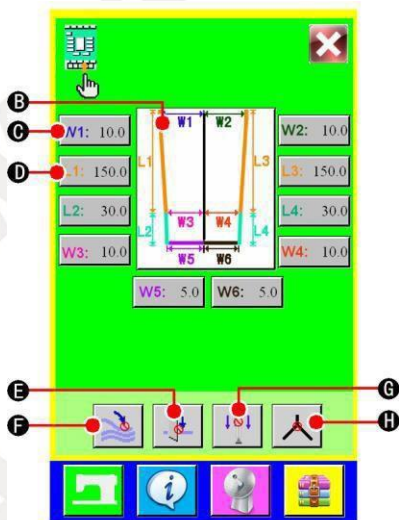 B
C
D
W1: 10.0
L1: 150.0
L2: 30.0
W3: 10.0
W1 W2
L1 L3
W3 W4
L2 L4
W5 W6
W2: 10.0
L3: 150.0
L4: 30.0
W4: 10.0
W5: 5.0
W6: 5.0
E
F
G
H
i